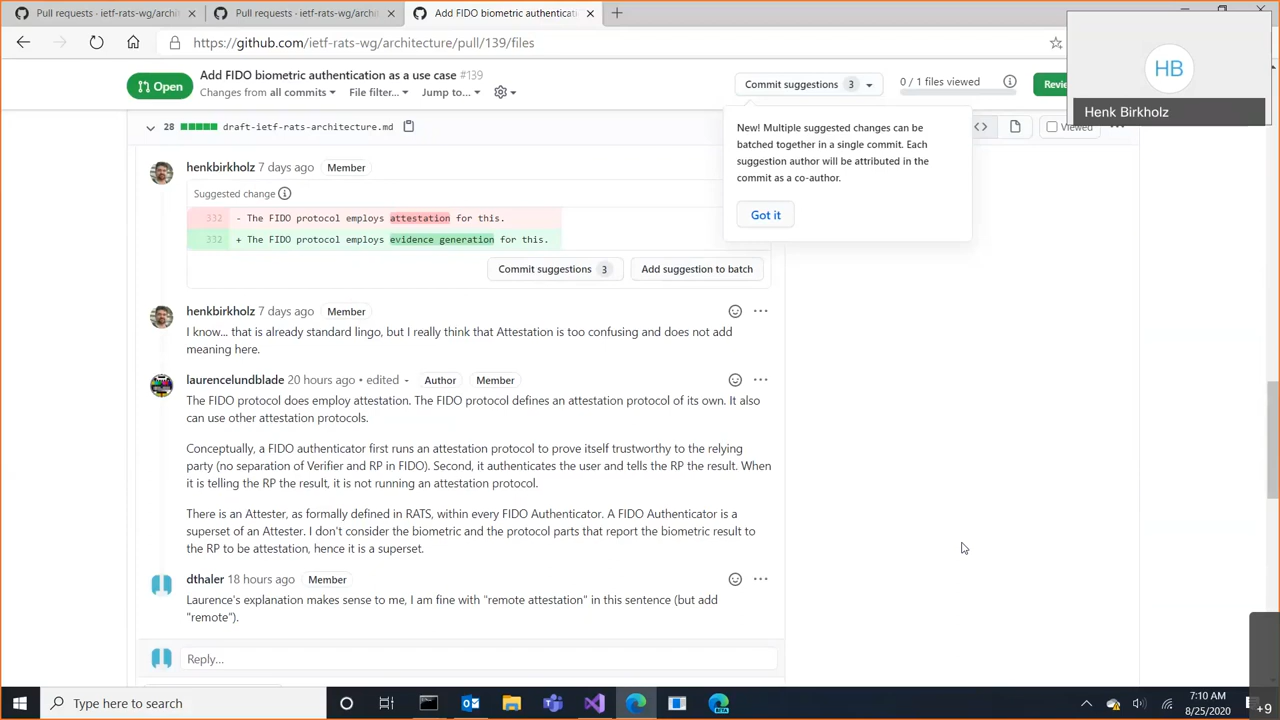 Pull requests · ietf-rats-wg/archi
Pull requests · ietf-rats-wg/archi
Add FIDO biometric authenticati
https://github.com/ietf-rats-wg/architecture/pull/139/files
HB
Henk Birkholz
Open
Add FIDO biometric authentication as a use case #139
Changes from all commits
File filter...
Jump to...
Commit suggestions 3
0 / 1 files viewed
New! Multiple suggested changes can be
batched together in a single commit. Each
suggestion author will be attributed in the
commit as a co-author.
Got it
28 draft-ietf-rats-architecture.md
Viewed
henkbirkholz 7 days ago Member
Suggested change
332 - The FIDO protocol employs attestation for this.
332 + The FIDO protocol employs evidence generation for this.
Commit suggestions 3
Add suggestion to batch
henkbirkholz 7 days ago Member
I know... that is already standard lingo, but I really think that Attestation is too confusing and does not add
meaning here.
laurencelundblade 20 hours ago • edited Author Member
The FIDO protocol does employ attestation. The FIDO protocol defines an attestation protocol of its own. It also
can use other attestation protocols.
Conceptually, a FIDO authenticator first runs an attestation protocol to prove itself trustworthy to the relying
party (no separation of Verifier and RP in FIDO). Second, it authenticates the user and tells the RP the result. When
it is telling the RP the result, it is not running an attestation protocol.
There is an Attester, as formally defined in RATS, within every FIDO Authenticator. A FIDO Authenticator is a
superset of an Attester. I don't consider the biometric and the protocol parts that report the biometric result to
the RP to be attestation, hence it is a superset.
dthaler 18 hours ago Member
Laurence's explanation makes sense to me, I am fine with "remote attestation" in this sentence (but add
"remote").
Reply...
Type here to search
7:10 AM
8/25/2020
+9